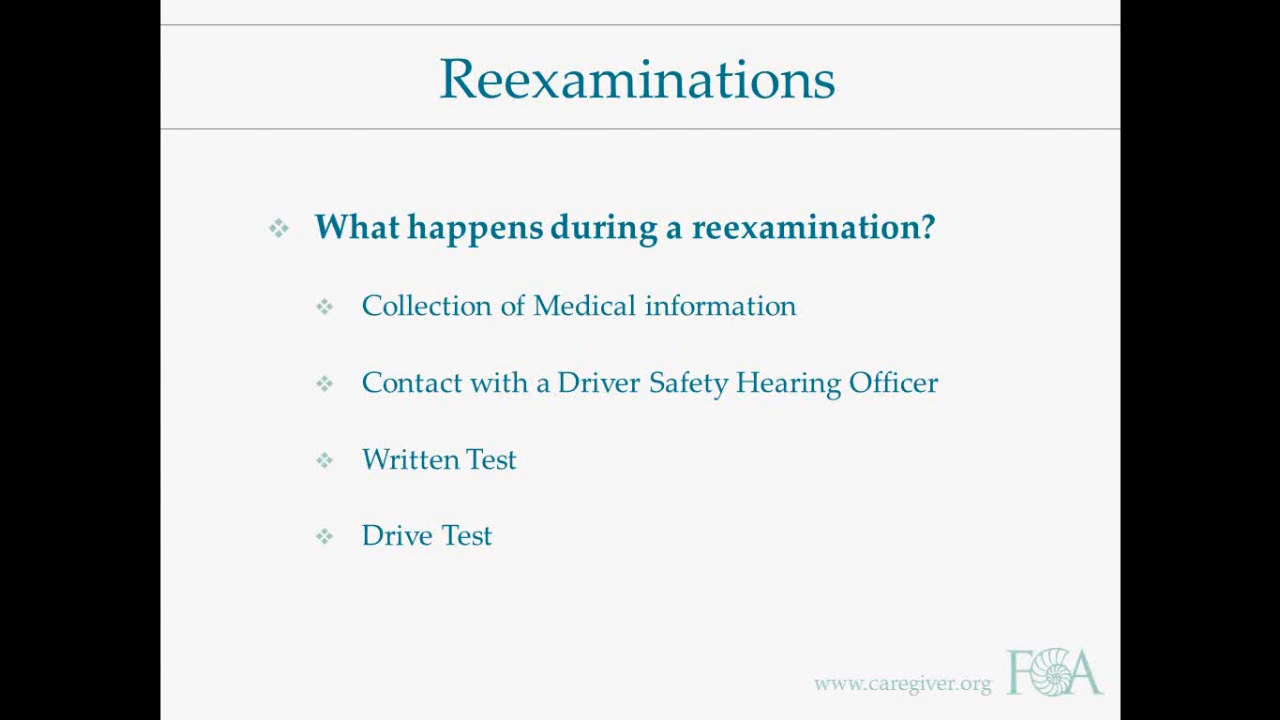 Reexaminations
What happens during a reexamination?
Collection of Medical information
Contact with a Driver Safety Hearing Officer
Written Test
Drive Test
www.caregiver.org FCA